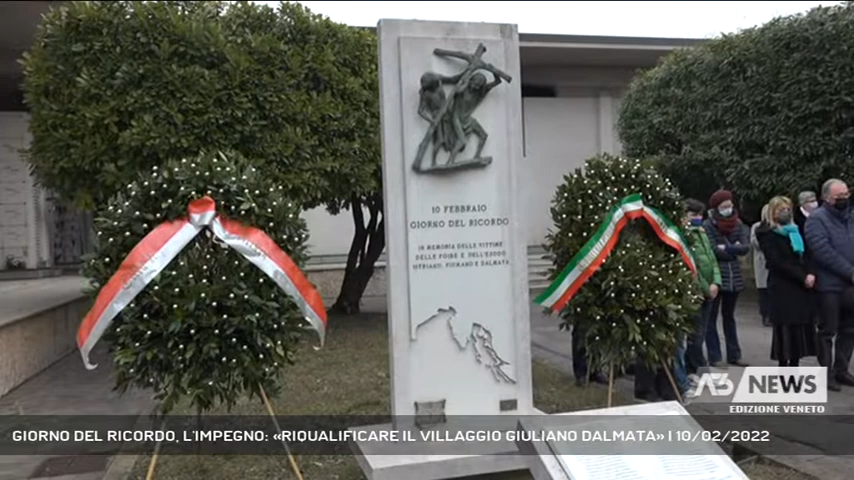 10 FEBBRAIO
GIORNO DEL RICORDO
IN MEMORIA DELLE VITTIME
DELLE FOIBE E DELL'ESODO
ISTRIANO, FIUMANO E DALMATA.
A3 NEWS
EDIZIONE VENETO
GIORNO DEL RICORDO, L'IMPEGNO: «RIQUALIFICARE IL VILLAGGIO GIULIANO DALMATA» | 10/02/2022